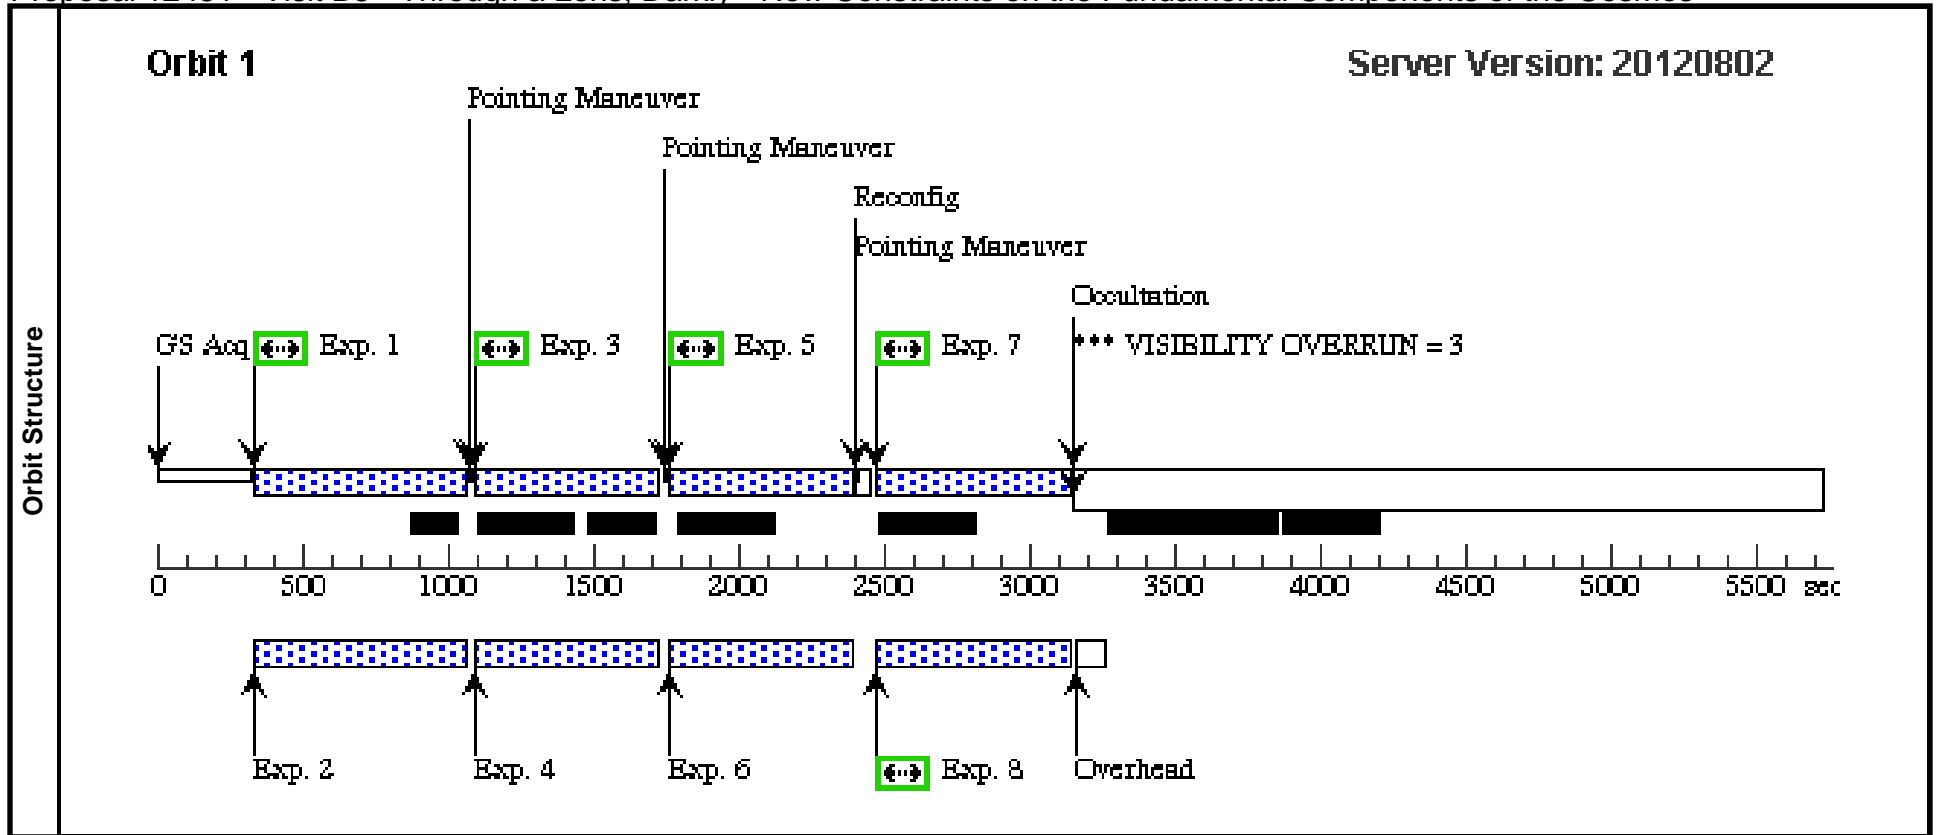 Orbit 1
Server Version: 20120802
Pointing Maneuver
Pointing Maneuver
Reconfig
Pointing Maneuver
Occultation
GS Acq Exp. 1 Exp. 3 Exp. 5 Exp. 7 *** VISIBILITY OVERRUN = 3
Orbit Structure
0 500 1000 1500 2000 2500 3000 3500 4000 4500 5000 5500 sec
Exp. 2 Exp. 4 Exp. 6 Exp. 8 Overhead